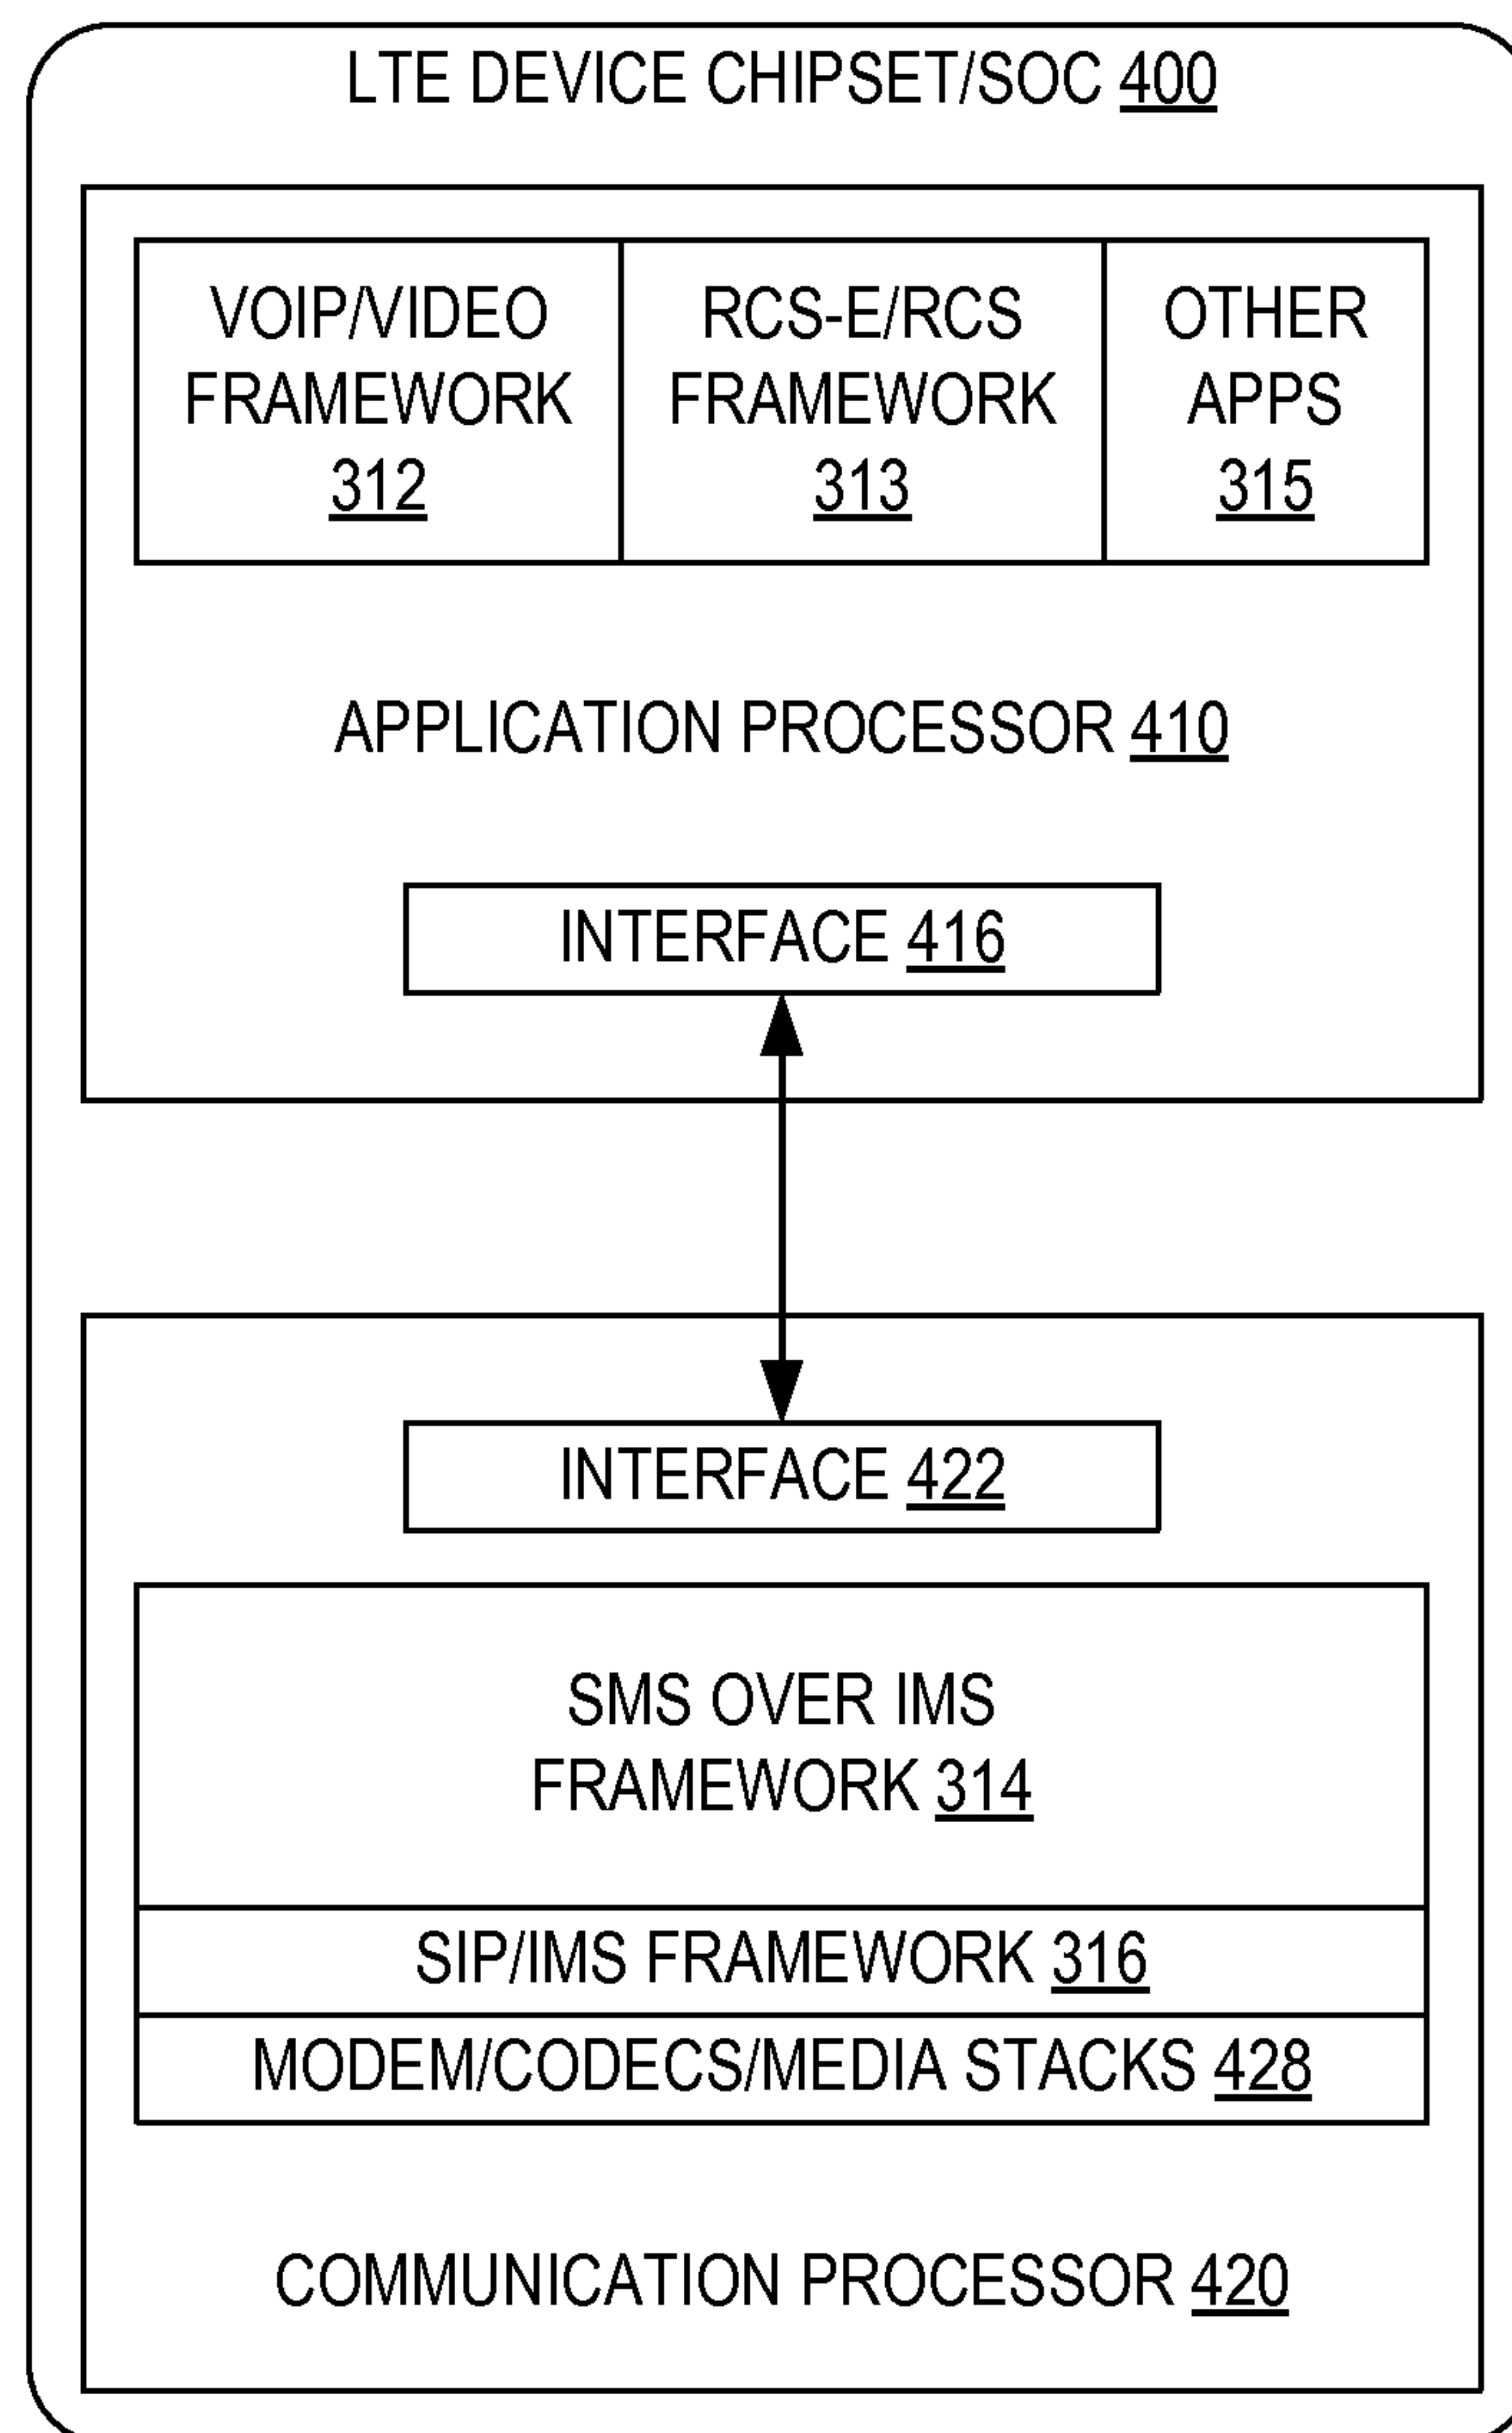 LTE DEVICE CHIPSET/SOC 400
VOIP/VIDEO
FRAMEWORK
312
RCS-E/RCS
FRAMEWORK
313
OTHER
APPS
315
APPLICATION PROCESSOR 410
INTERFACE 416
INTERFACE 422
SMS OVER IMS
FRAMEWORK 314
SIP/IMS FRAMEWORK 316
MODEM/CODECS/MEDIA STACKS 428
COMMUNICATION PROCESSOR 420